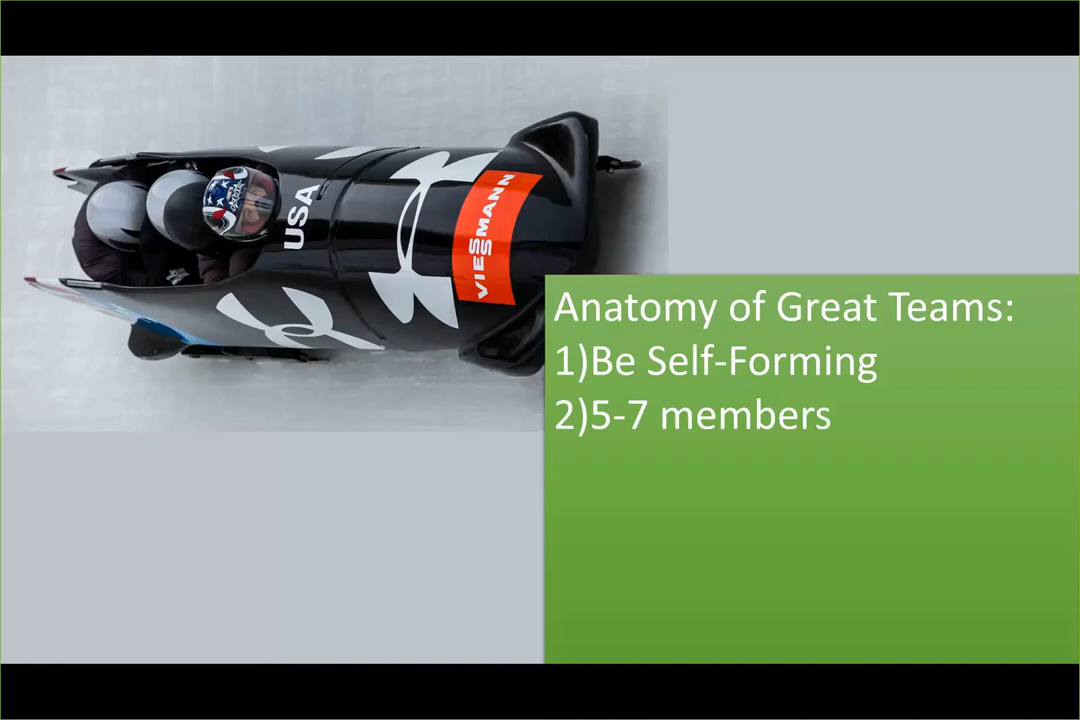 USA
VIESSMANN
Anatomy of Great Teams:
1)Be Self-Forming
2)5-7 members